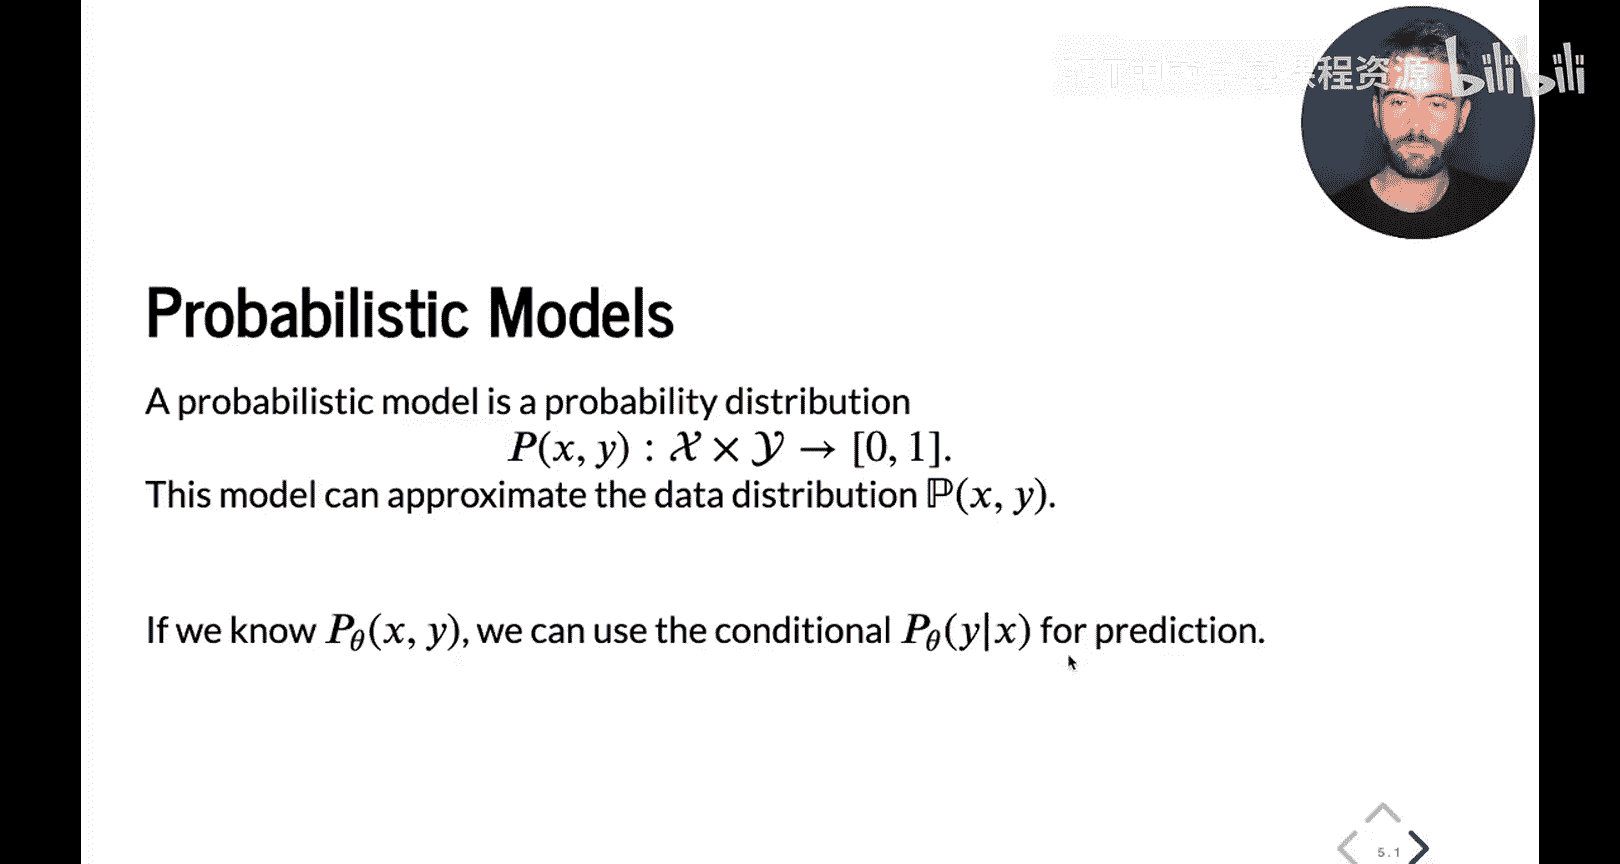 程资源 bilibili
Probabilistic Models
A probabilistic model is a probability distribution
P(x, y) : 𝒳 × 𝒴 → [0, 1].
This model can approximate the data distribution ℙ(x, y).
If we know P_θ(x, y), we can use the conditional P_θ(y|x) for prediction.
5.1